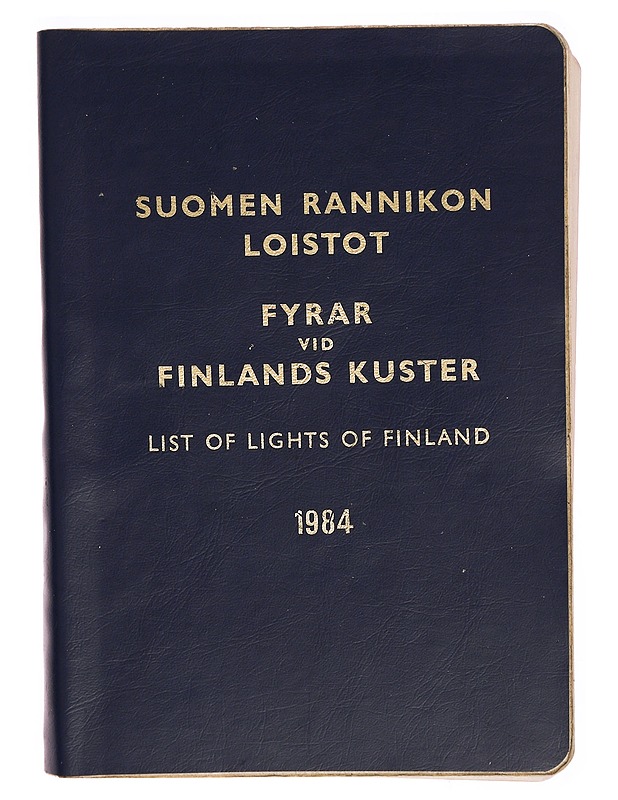 SUOMEN RANNIKON
LOISTOT
FYRAR
VID
FINLANDS KUSTER
LIST OF LIGHTS OF FINLAND
1984